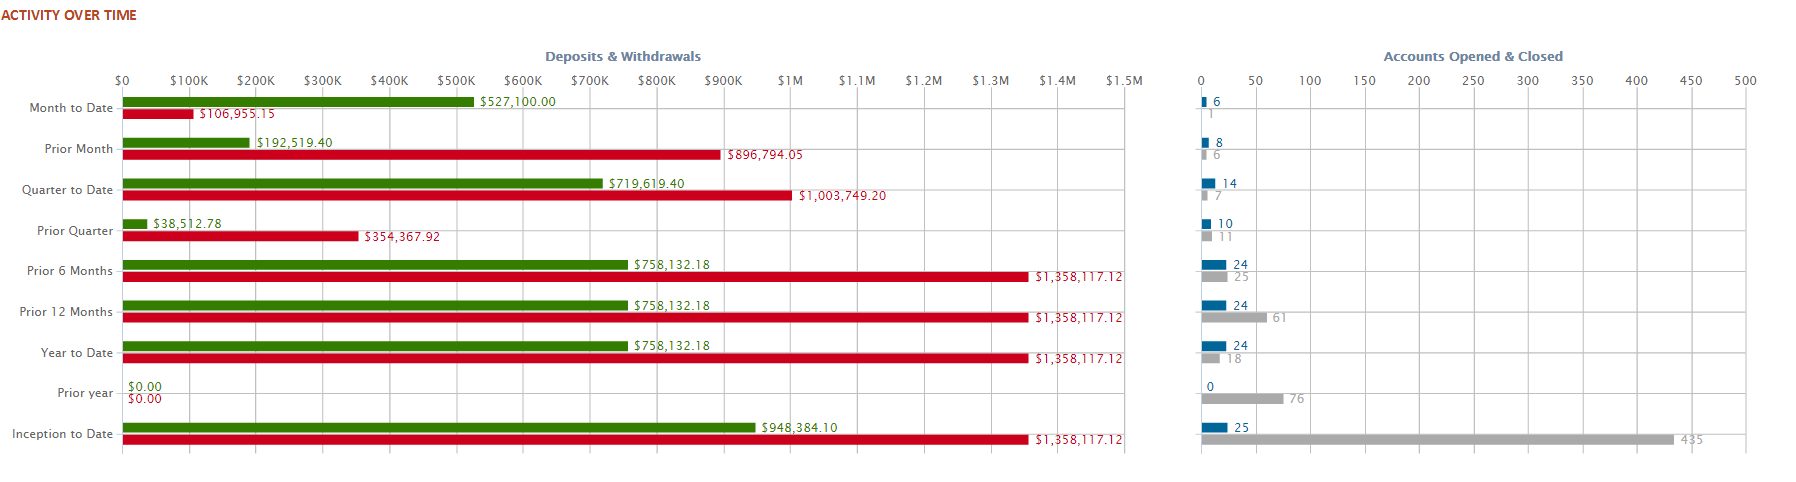 ACTIVITY OVER TIME
Deposits & Withdrawals
$0 $100K $200K $300K $400K $500K $600K $700K $800K $900K $1M $1.1M $1.2M $1.3M $1.4M $1.5M
Month to Date $527,100.00
$106,955.15
Prior Month $192,519.40
$896,794.05
Quarter to Date $719,619.40
$1,003,749.20
Prior Quarter $38,512.78
$354,367.92
Prior 6 Months $758,132.18
$1,358,117.12
Prior 12 Months $758,132.18
$1,358,117.12
Year to Date $758,132.18
$1,358,117.12
Prior year $0.00
$0.00
Inception to Date $948,384.10
$1,358,117.12
Accounts Opened & Closed
0 50 100 150 200 250 300 350 400 450 500
6
1
8
6
14
7
10
11
24
25
24
61
24
18
0
76
25
435